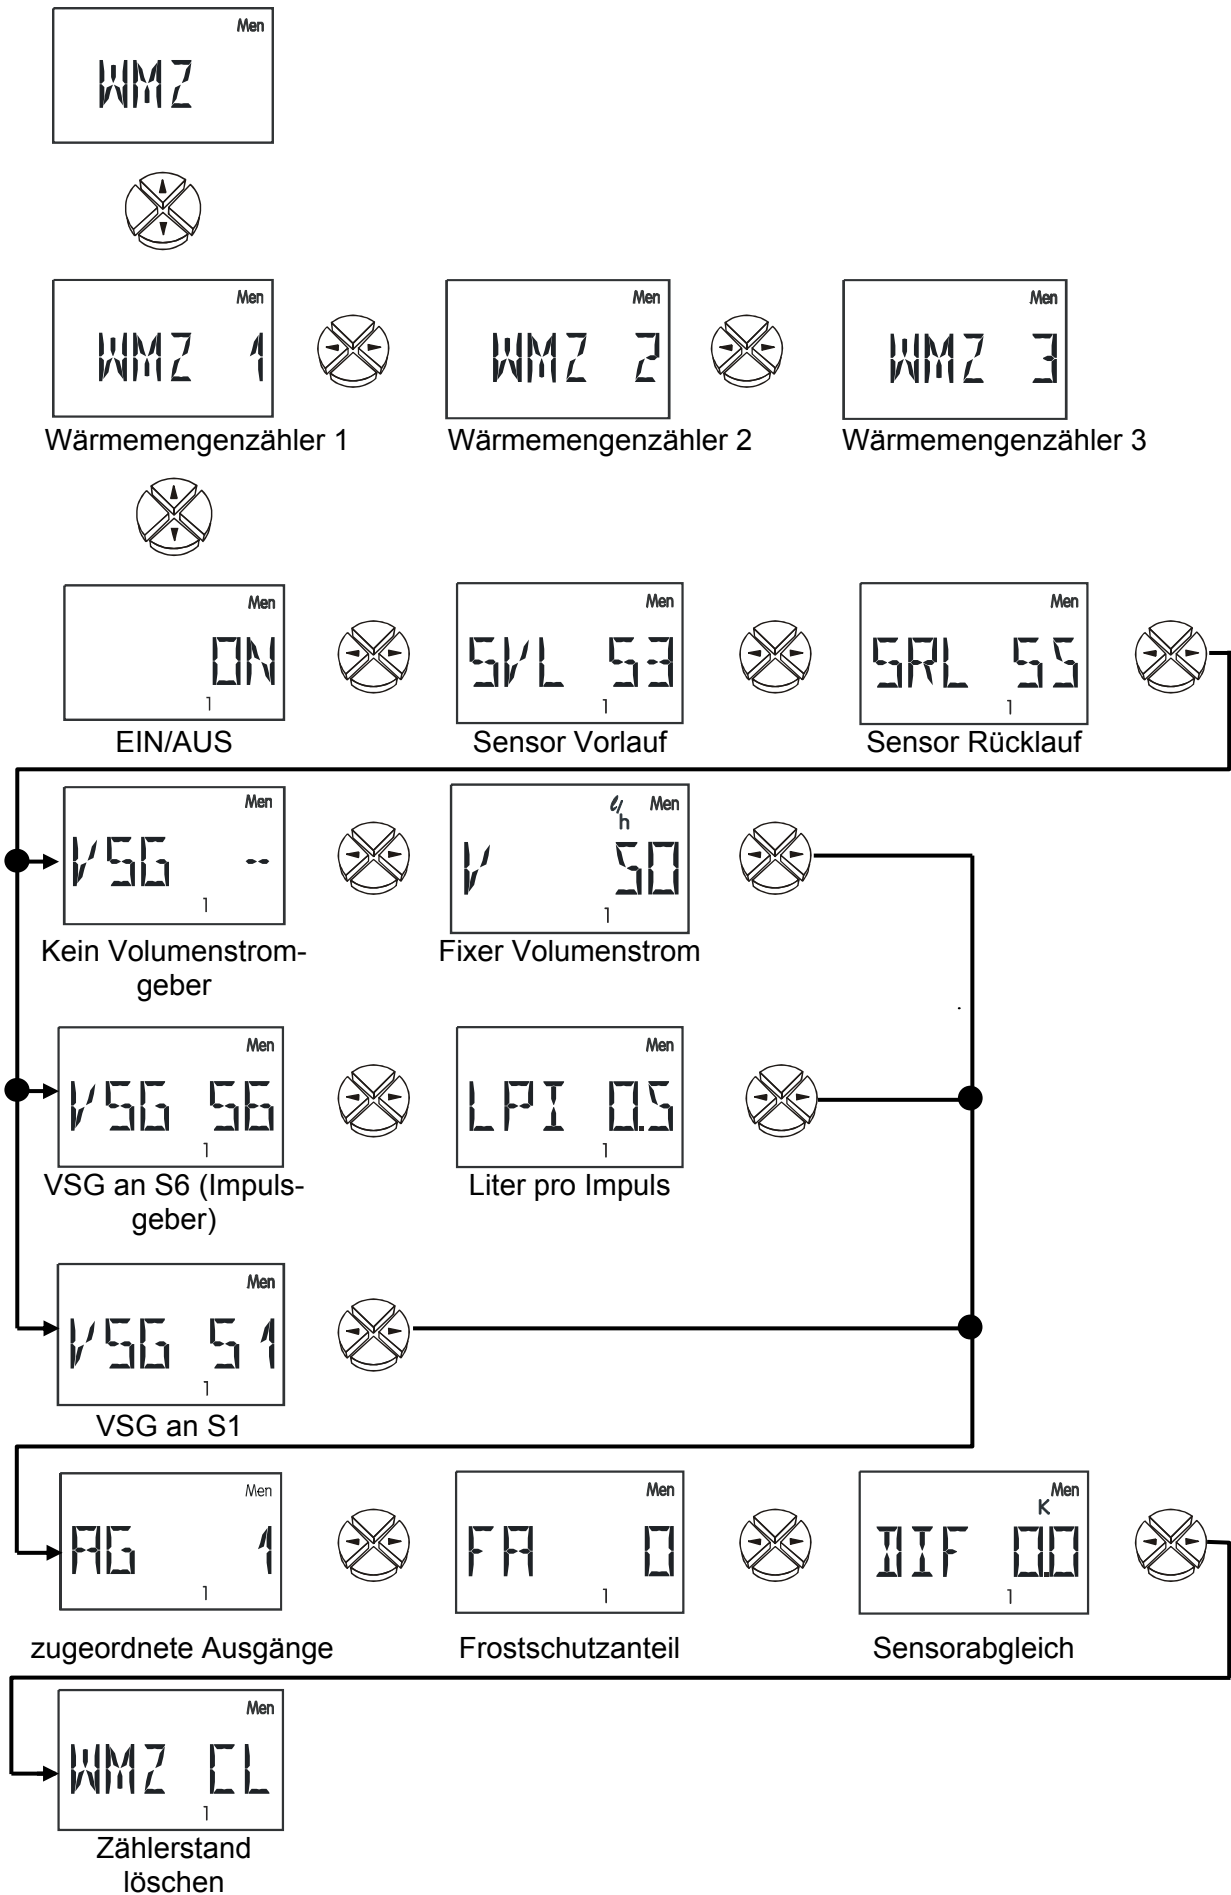 Men
WMZ
Men
WMZ 1
Men
WMZ 2
Men
WMZ 3
Wärmemengenzähler 1
Wärmemengenzähler 2
Wärmemengenzähler 3
Men
ON
1
Men
SVL S3
1
Men
SRL S5
1
EIN/AUS
Sensor Vorlauf
Sensor Rücklauf
Men
VSG --
1
l/h Men
V 50
1
Kein Volumenstrom-
geber
Fixer Volumenstrom
Men
VSG S6
1
Men
LPI 0.5
1
VSG an S6 (Impuls-
geber)
Liter pro Impuls
Men
VSG S1
1
VSG an S1
Men
AG 1
1
Men
FA 0
1
Men
K
DIF 0.0
1
zugeordnete Ausgänge
Frostschutzanteil
Sensorabgleich
Men
WMZ CL
1
Zählerstand
löschen